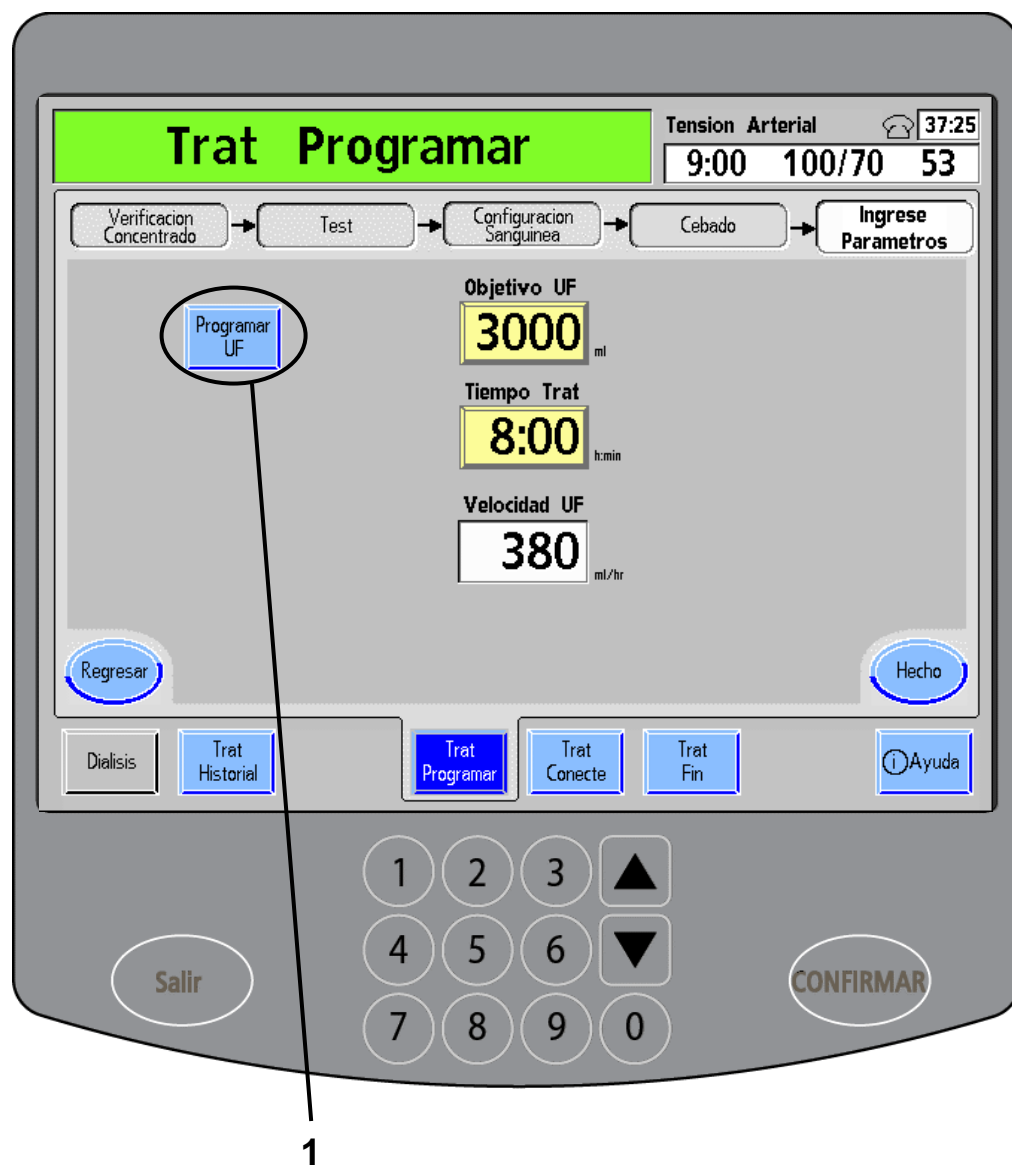 Trat Programar
Tension Arterial 37:25
9:00 100/70 53
Verificacion
Concentrado
Test
Configuracion
Sanguinea
Cebado
Ingrese
Parametros
Programar
UF
Objetivo UF
3000 ml
Tiempo Trat
8:00 h:min
Velocidad UF
380 ml/hr
Regresar
Hecho
Dialisis
Trat
Historial
Trat
Programar
Trat
Conecte
Trat
Fin
iAyuda
1 2 3
4 5 6
7 8 9 0
Salir
CONFIRMAR
1